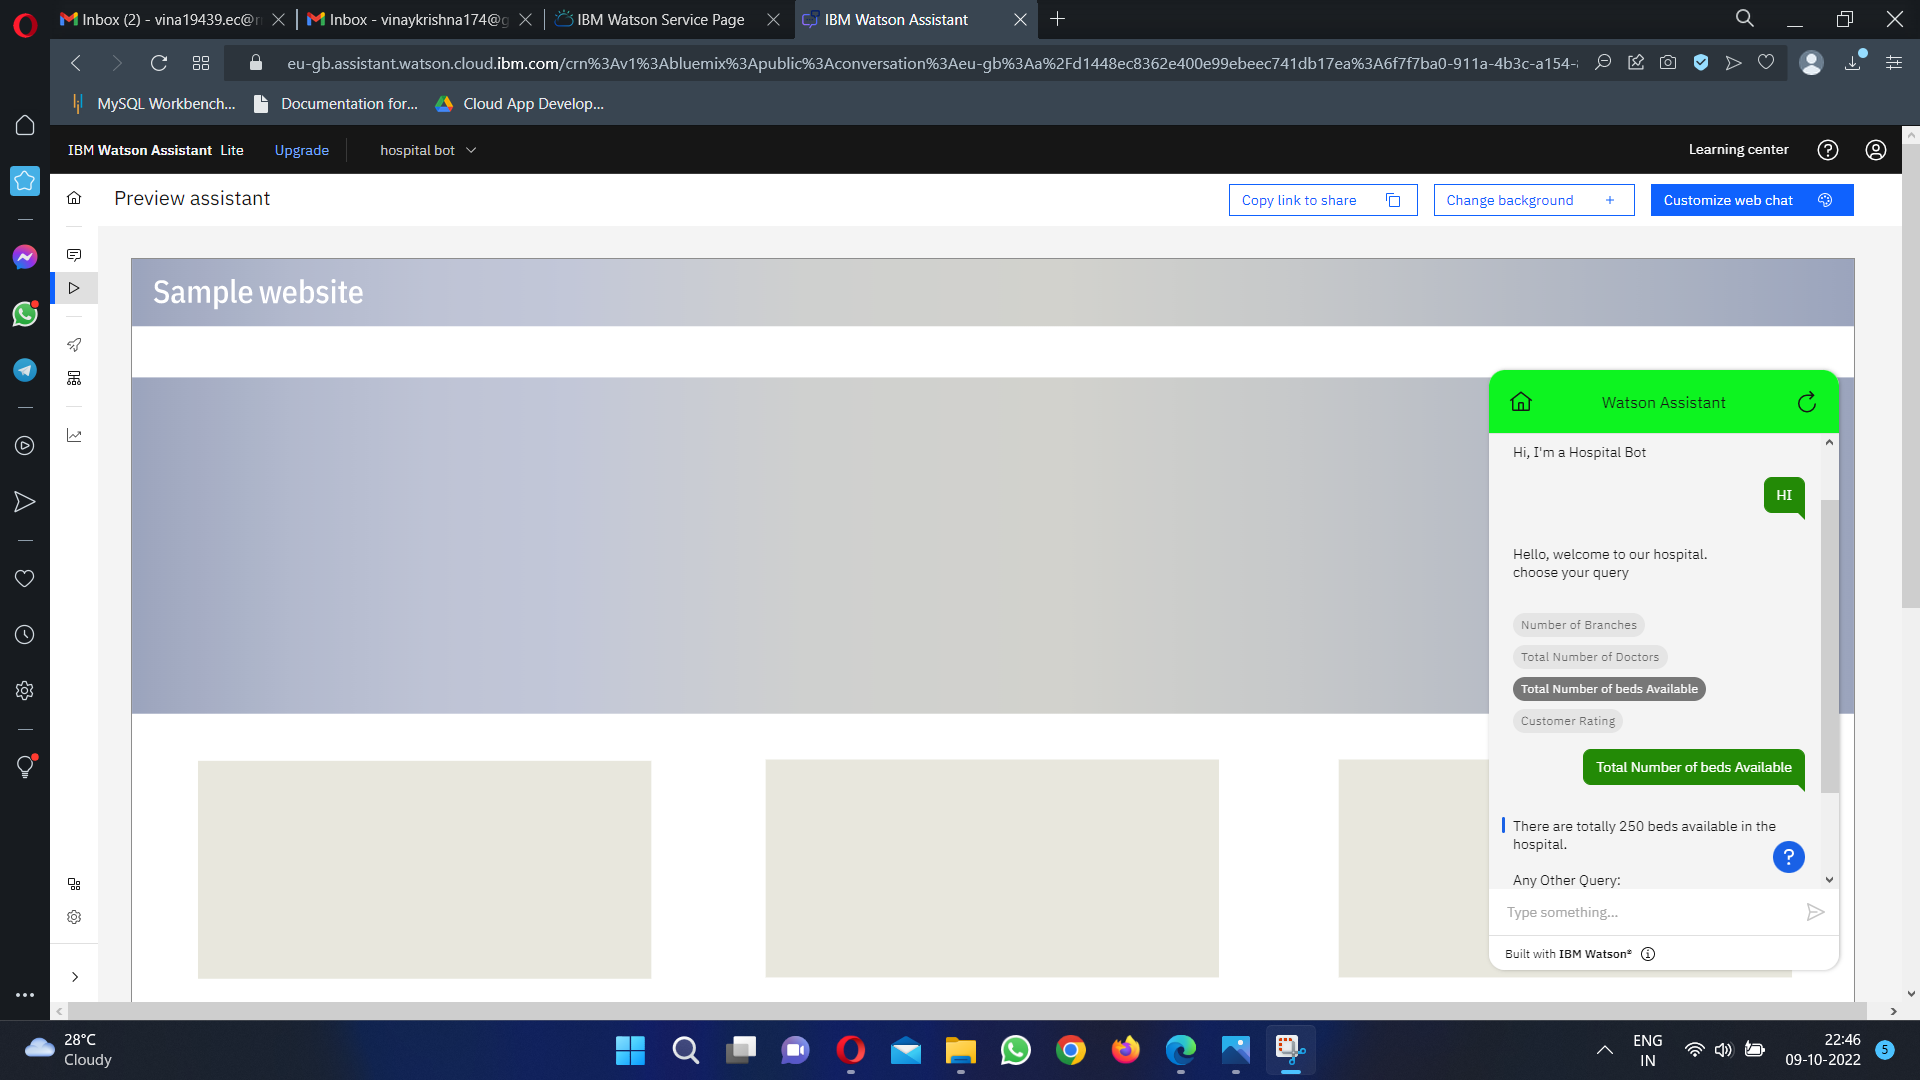 Inbox (2) - vina19439.ec@r
Inbox - vinaykrishna174@g
IBM Watson Service Page
IBM Watson Assistant
eu-gb.assistant.watson.cloud.ibm.com/crn%3Av1%3Abluemix%3Apublic%3Aconversation%3Aeu-gb%3Aa%2Fd1448ec8362e400e99ebeec741db17ea%3A6f7f7ba0-911a-4b3c-a154-
MySQL Workbench...
Documentation for...
Cloud App Develop...
IBM Watson Assistant Lite
Upgrade
hospital bot
Learning center
Preview assistant
Copy link to share
Change background +
Customize web chat
Sample website
Watson Assistant
Hi, I'm a Hospital Bot
HI
Hello, welcome to our hospital.
choose your query
Number of Branches
Total Number of Doctors
Total Number of beds Available
Customer Rating
Total Number of beds Available
There are totally 250 beds available in the
hospital.
?
Any Other Query:
Type something...
Built with IBM Watson®
28°C
Cloudy
ENG
IN
22:46
09-10-2022
5